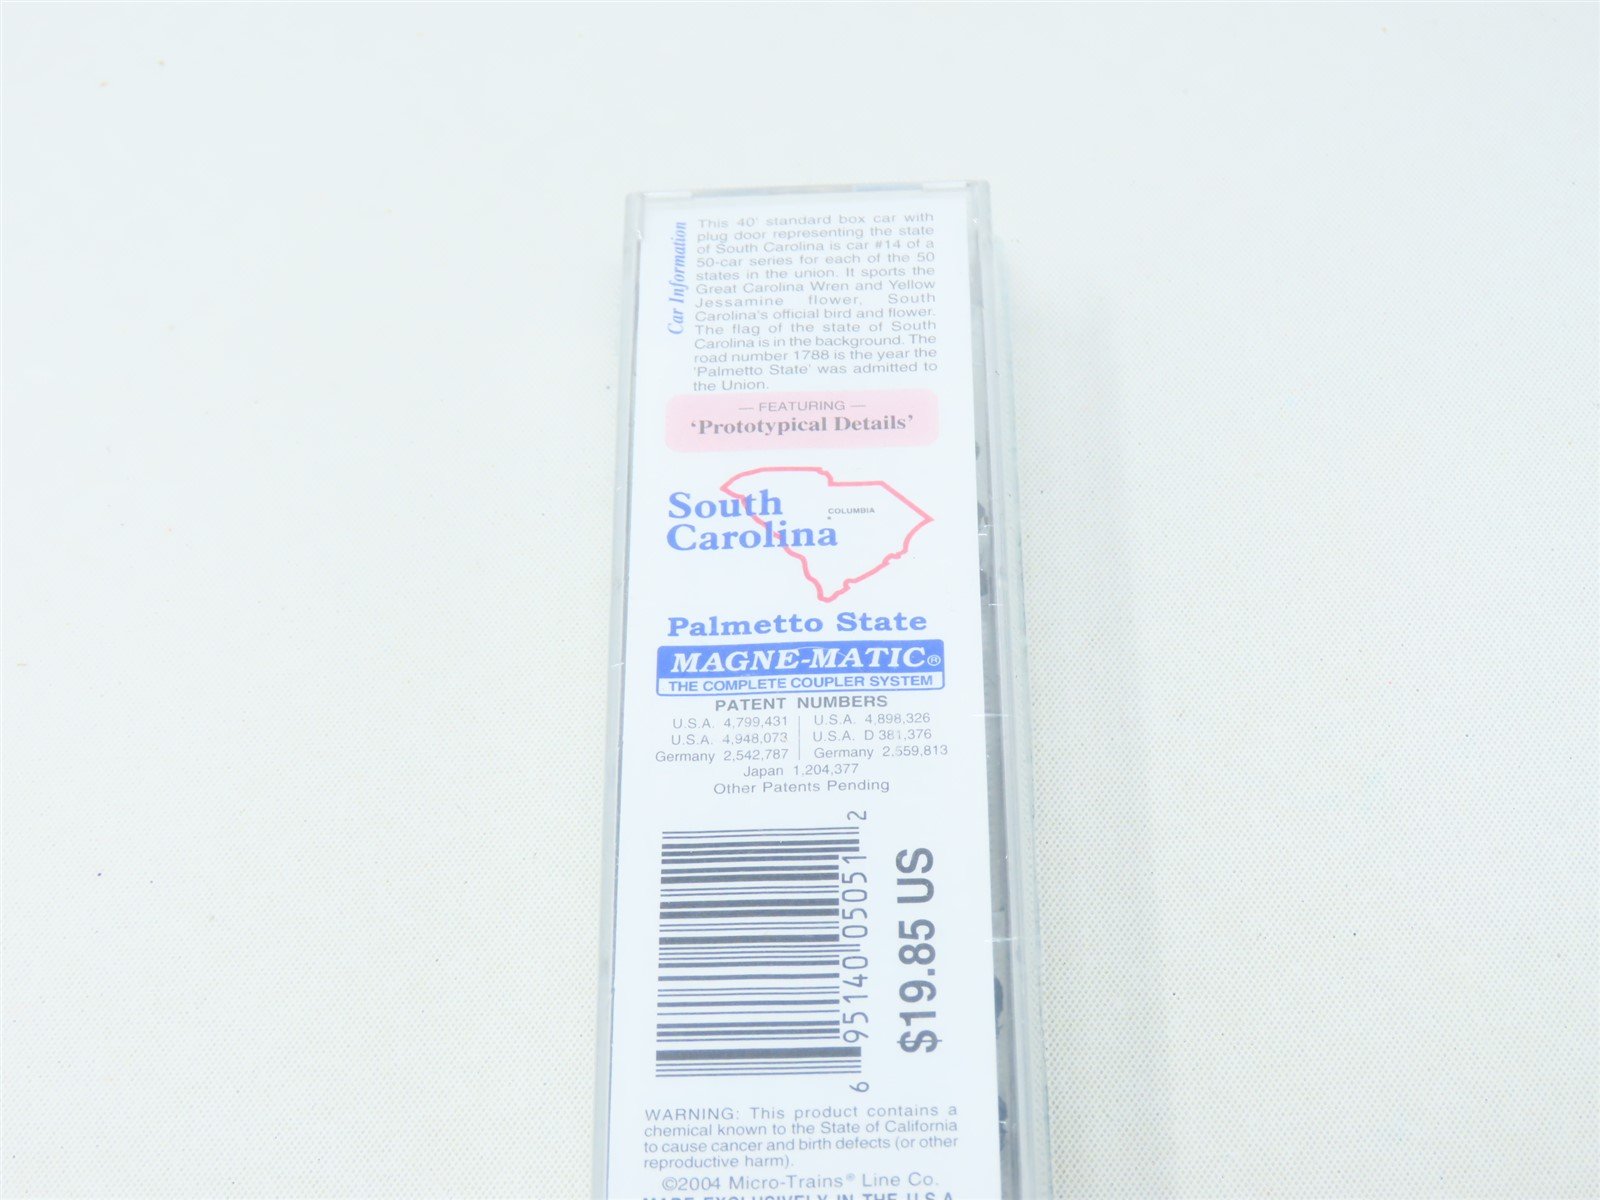 Car Information
This 40' standard box car with
plug door representing the state
of South Carolina is car #14 of a
50-car series for each of the 50
states in the union. It sports the
Great Carolina Wren and Yellow
Jessamine flower, South
Carolina's official bird and flower.
The flag of the state of South
Carolina is in the background. The
road number 1788 is the year the
'Palmetto State' was admitted to
the Union.
— FEATURING —
'Prototypical Details'
South
Carolina
COLUMBIA
Palmetto State
MAGNE-MATIC®
THE COMPLETE COUPLER SYSTEM
PATENT NUMBERS
U.S.A. 4,799,431 | U.S.A. 4,898,326
U.S.A. 4,948,073 | U.S.A. D 381,376
Germany 2,542,787 | Germany 2,559,813
Japan 1,204,377
Other Patents Pending
6 95140 05051 2
$19.85 US
WARNING: This product contains a
chemical known to the State of California
to cause cancer and birth defects (or other
reproductive harm).
©2004 Micro-Trains® Line Co.
MADE EXCLUSIVELY IN THE U.S.A.